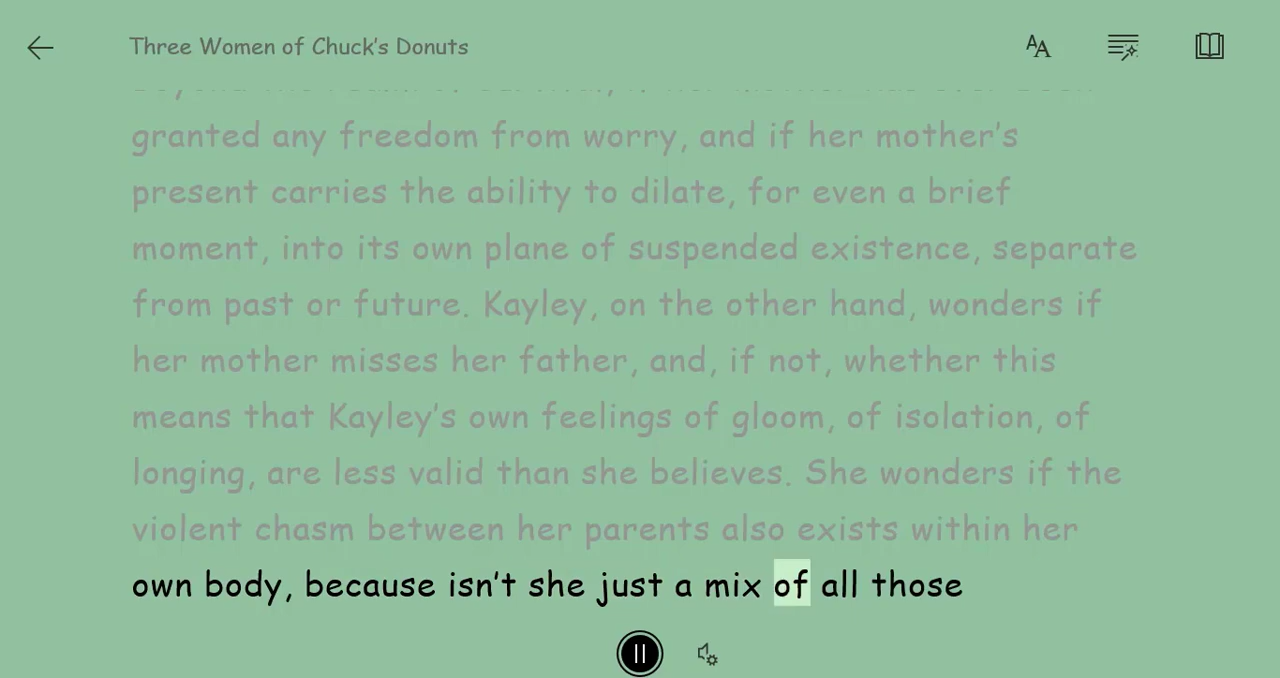 Three Women of Chuck's Donuts
granted any freedom from worry, and if her mother's
present carries the ability to dilate, for even a brief
moment, into its own plane of suspended existence, separate
from past or future. Kayley, on the other hand, wonders if
her mother misses her father, and, if not, whether this
means that Kayley's own feelings of gloom, of isolation, of
longing, are less valid than she believes. She wonders if the
violent chasm between her parents also exists within her
own body, because isn't she just a mix of all those